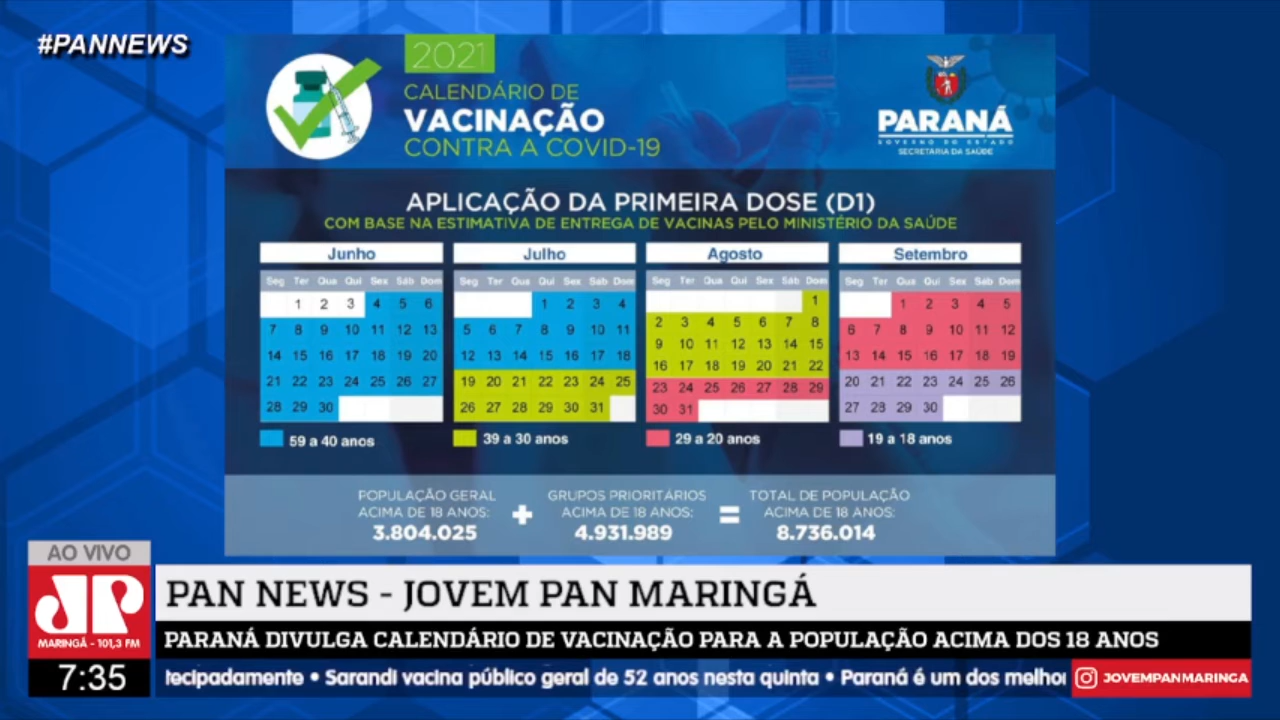 #PANNEWS
2021
CALENDÁRIO DE
VACINAÇÃO
CONTRA A COVID-19
PARANÁ
GOVERNO DO ESTADO
SECRETARIA DA SAÚDE
APLICAÇÃO DA PRIMEIRA DOSE (D1)
COM BASE NA ESTIMATIVA DE ENTREGA DE VACINAS PELO MINISTÉRIO DA SAÚDE
Junho
Seg Ter Qua Qui Sex Sáb Dom
1 2 3 4 5 6
7 8 9 10 11 12 13
14 15 16 17 18 19 20
21 22 23 24 25 26 27
28 29 30
59 a 40 anos
Julho
Seg Ter Qua Qui Sex Sáb Dom
1 2 3 4
5 6 7 8 9 10 11
12 13 14 15 16 17 18
19 20 21 22 23 24 25
26 27 28 29 30 31
39 a 30 anos
Agosto
Seg Ter Qua Qui Sex Sáb Dom
1
2 3 4 5 6 7 8
9 10 11 12 13 14 15
16 17 18 19 20 21 22
23 24 25 26 27 28 29
30 31
29 a 20 anos
Setembro
Seg Ter Qua Qui Sex Sáb Dom
1 2 3 4 5
6 7 8 9 10 11 12
13 14 15 16 17 18 19
20 21 22 23 24 25 26
27 28 29 30
19 a 18 anos
POPULAÇÃO GERAL
ACIMA DE 18 ANOS:
3.804.025
+
GRUPOS PRIORITÁRIOS
ACIMA DE 18 ANOS:
4.931.989
=
TOTAL DE POPULAÇÃO
ACIMA DE 18 ANOS:
8.736.014
AO VIVO
JP
MARINGÁ - 101,3 FM
7:35
PAN NEWS - JOVEM PAN MARINGÁ
PARANÁ DIVULGA CALENDÁRIO DE VACINAÇÃO PARA A POPULAÇÃO ACIMA DOS 18 ANOS
tecipadamente • Sarandi vacina público geral de 52 anos nesta quinta • Paraná é um dos melhor
JOVEMPANMARINGA